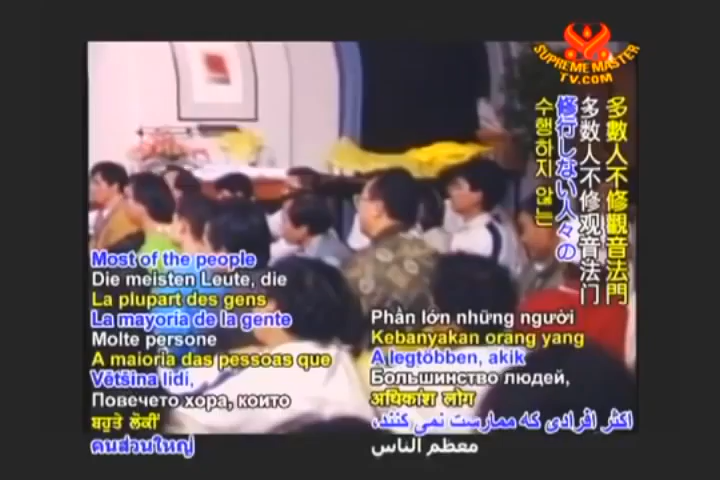 SUPREME MASTER
TV.COM
多數人不修觀音法門
多数人不修观音法门
修行しない人々の
수행하지 않는
Most of the people
Die meisten Leute, die
La plupart des gens
La mayoría de la gente
Molte persone
A maioria das pessoas que
Většina lidí,
Повечето хора, които
ਬਹੁਤੇ ਲੋਕੀਂ
คนส่วนใหญ่
Phần lớn những người
Kebanyakan orang yang
A legtöbben, akik
Большинство людей,
अधिकांश लोग
اکثر افرادی که ممارست نمی کنند،
معظم الناس